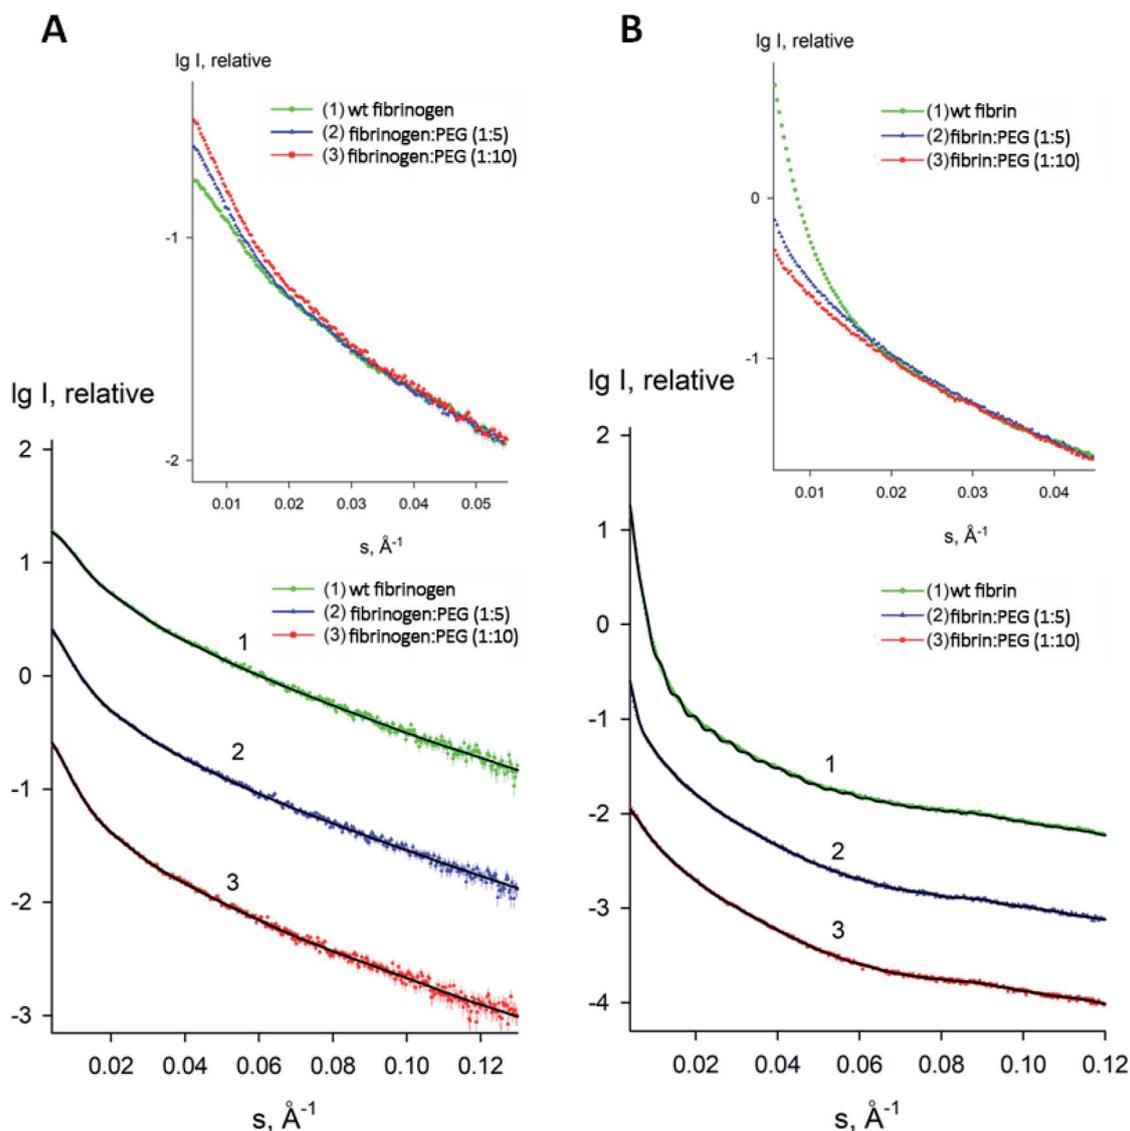 A
lg I, relative
(1) wt fibrinogen
(2) fibrinogen:PEG (1:5)
(3) fibrinogen:PEG (1:10)
-1
-2
0.01 0.02 0.03 0.04 0.05
s, Å-1
lg I, relative
(1) wt fibrinogen
(2) fibrinogen:PEG (1:5)
(3) fibrinogen:PEG (1:10)
2
1
0
-1
-2
-3
1
2
3
0.02 0.04 0.06 0.08 0.10 0.12
s, Å-1
B
lg I, relative
(1) wt fibrin
(2) fibrin:PEG (1:5)
(3) fibrin:PEG (1:10)
0
-1
0.01 0.02 0.03 0.04
s, Å-1
lg I, relative
(1) wt fibrin
(2) fibrin:PEG (1:5)
(3) fibrin:PEG (1:10)
2
1
0
-1
-2
-3
-4
1
2
3
0.02 0.04 0.06 0.08 0.10 0.12
s, Å-1